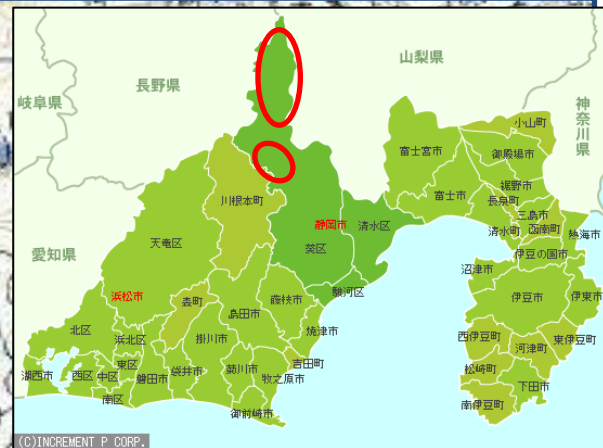 山梨県
長野県
岐阜県
神奈川県
小山町
御殿場市
富士宮市
裾野市
富士市
長泉町
川根本町
三島市
静岡市
清水区
清水町
函南町
熱海市
葵区
天竜区
伊豆の国市
愛知県
沼津市
駿河区
浜松市
藤枝市
伊豆市
伊東市
森町
島田市
北区
焼津市
西伊豆町
東伊豆町
浜北区
掛川市
河津町
吉田町
東区
松崎町
湖西市
西区
中区
磐田市
袋井市
菊川市
牧之原市
下田市
南区
南伊豆町
御前崎市
(C)INCREMENT P CORP.